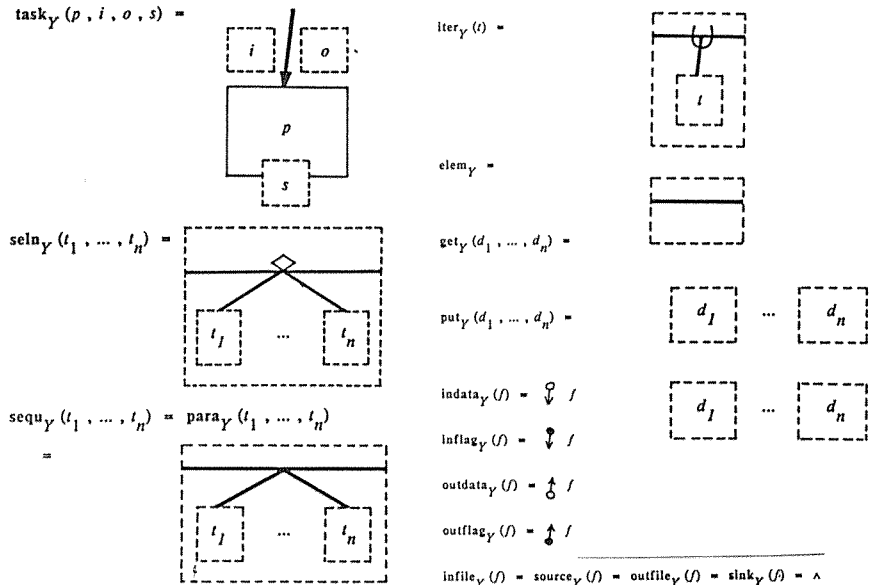 task_Y (p , i , o , s) =
i
o
p
s
seln_Y (t_1 , ... , t_n) =
t_1 ... t_n
sequ_Y (t_1 , ... , t_n) = para_Y (t_1 , ... , t_n)
=
t_1 ... t_n
iter_Y (t) =
t
elem_Y =
get_Y (d_1 , ... , d_n) =
d_1 ... d_n
put_Y (d_1 , ... , d_n) =
d_1 ... d_n
indata_Y (f) = f
inflag_Y (f) = f
outdata_Y (f) = f
outflag_Y (f) = f
infile_Y (f) = source_Y (f) = outfile_Y (f) = sink_Y (f) = ^